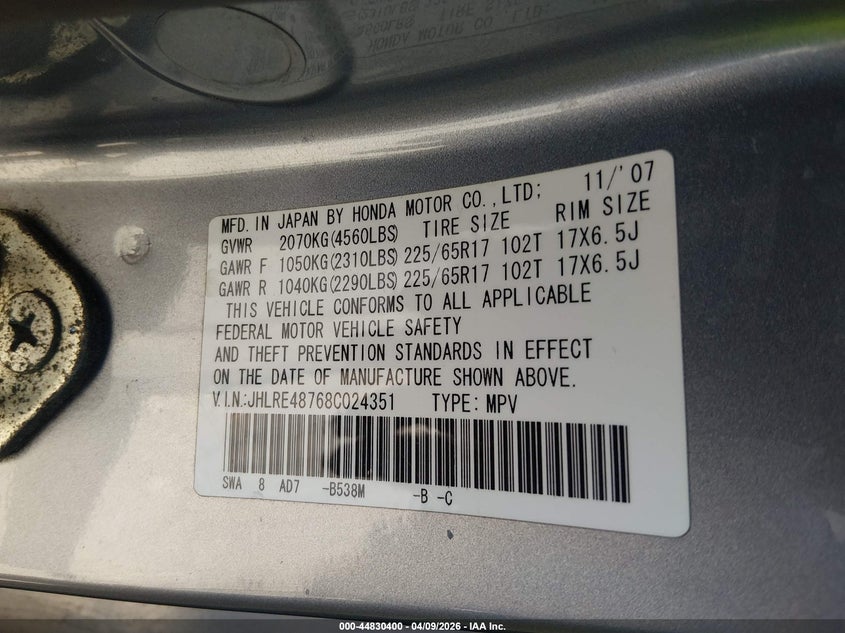 MFD. IN JAPAN BY HONDA MOTOR CO.,LTD; 11/'07
GVWR 2070KG(4560LBS) TIRE SIZE RIM SIZE
GAWR F 1050KG(2310LBS) 225/65R17 102T 17X6.5J
GAWR R 1040KG(2290LBS) 225/65R17 102T 17X6.5J
THIS VEHICLE CONFORMS TO ALL APPLICABLE
FEDERAL MOTOR VEHICLE SAFETY
AND THEFT PREVENTION STANDARDS IN EFFECT
ON THE DATE OF MANUFACTURE SHOWN ABOVE.
V.I.N.:JHLRE48768C024351 TYPE: MPV
SWA 8 AD7 -B538M -B -C
000-44830400 - 04/09/2026 - IAA Inc.